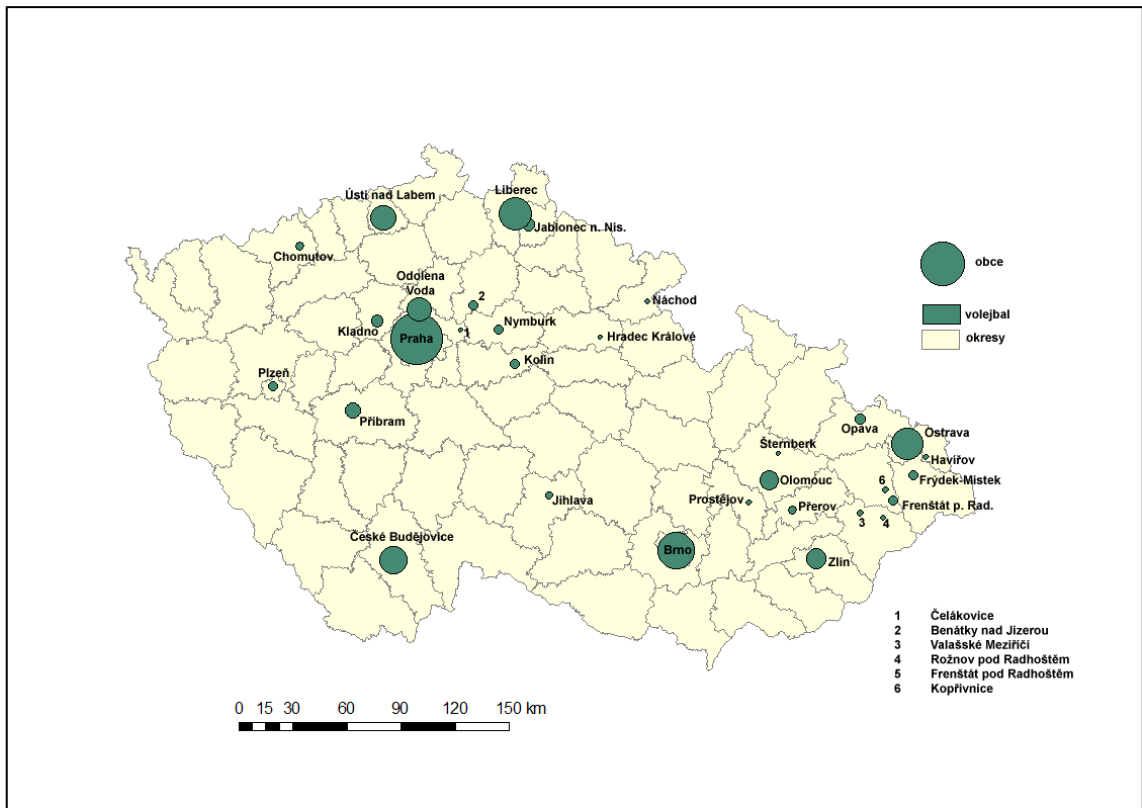 Ústí nad Labem
Liberec
Jablonec n. Nis.
Chomutov
Odolena
Voda
2
Náchod
Kladno
Praha
1
Nymburk
Hradec Králové
Kolín
Plzeň
Příbram
Opava
Ostrava
Šternberk
Havířov
Olomouc
6
Frýdek-Místek
Jihlava
Prostějov
Přerov
Frenštát p. Rad.
3
4
České Budějovice
Brno
Zlín
obce
volejbal
okresy
1 Čelákovice
2 Benátky nad Jizerou
3 Valašské Meziříčí
4 Rožnov pod Radhoštěm
5 Frenštát pod Radhoštěm
6 Kopřivnice
0 15 30 60 90 120 150 km